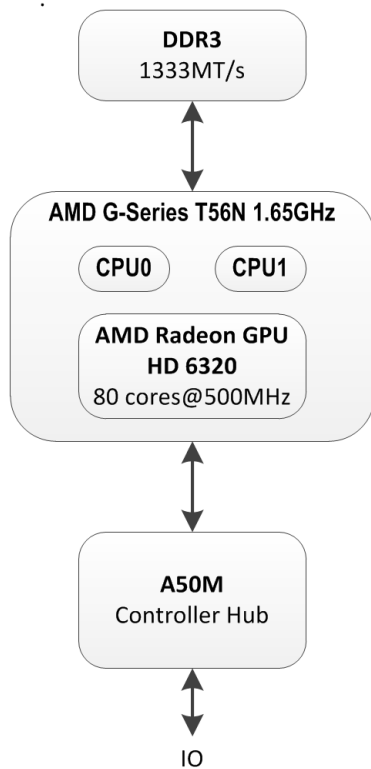 DDR3
1333MT/s
AMD G-Series T56N 1.65GHz
CPU0 CPU1
AMD Radeon GPU
HD 6320
80 cores@500MHz
A50M
Controller Hub
IO